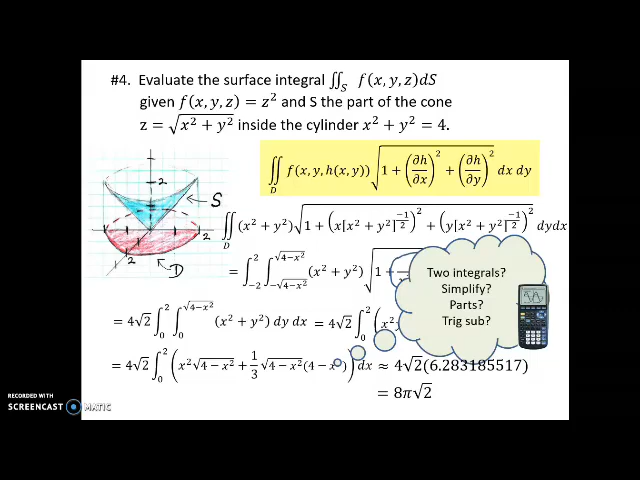 #4. Evaluate the surface integral ∬_S f(x, y, z)dS
given f(x, y, z) = z² and S the part of the cone
z = √(x² + y²) inside the cylinder x² + y² = 4.
∬_D f(x, y, h(x, y)) √(1 + (∂h/∂x)² + (∂h/∂y)²) dx dy
2
S
2
2
D
∬_D (x² + y²) √(1 + (x|x² + y²|^(-1/2))² + (y|x² + y²|^(-1/2))²) dydx
= ∫_{-2}^{2} ∫_{-√(4-x²)}^{√(4-x²)} (x² + y²) √(1 +
Two integrals?
Simplify?
Parts?
Trig sub?
= 4√2 ∫_0^2 ∫_0^{√(4-x²)} (x² + y²) dy dx = 4√2 ∫_0^2 (x²
= 4√2 ∫_0^2 (x²√(4 - x²) + 1/3 √(4 - x²)(4 - x²)) dx ≈ 4√2(6.283185517)
= 8π√2
RECORDED WITH
SCREENCAST MATIC